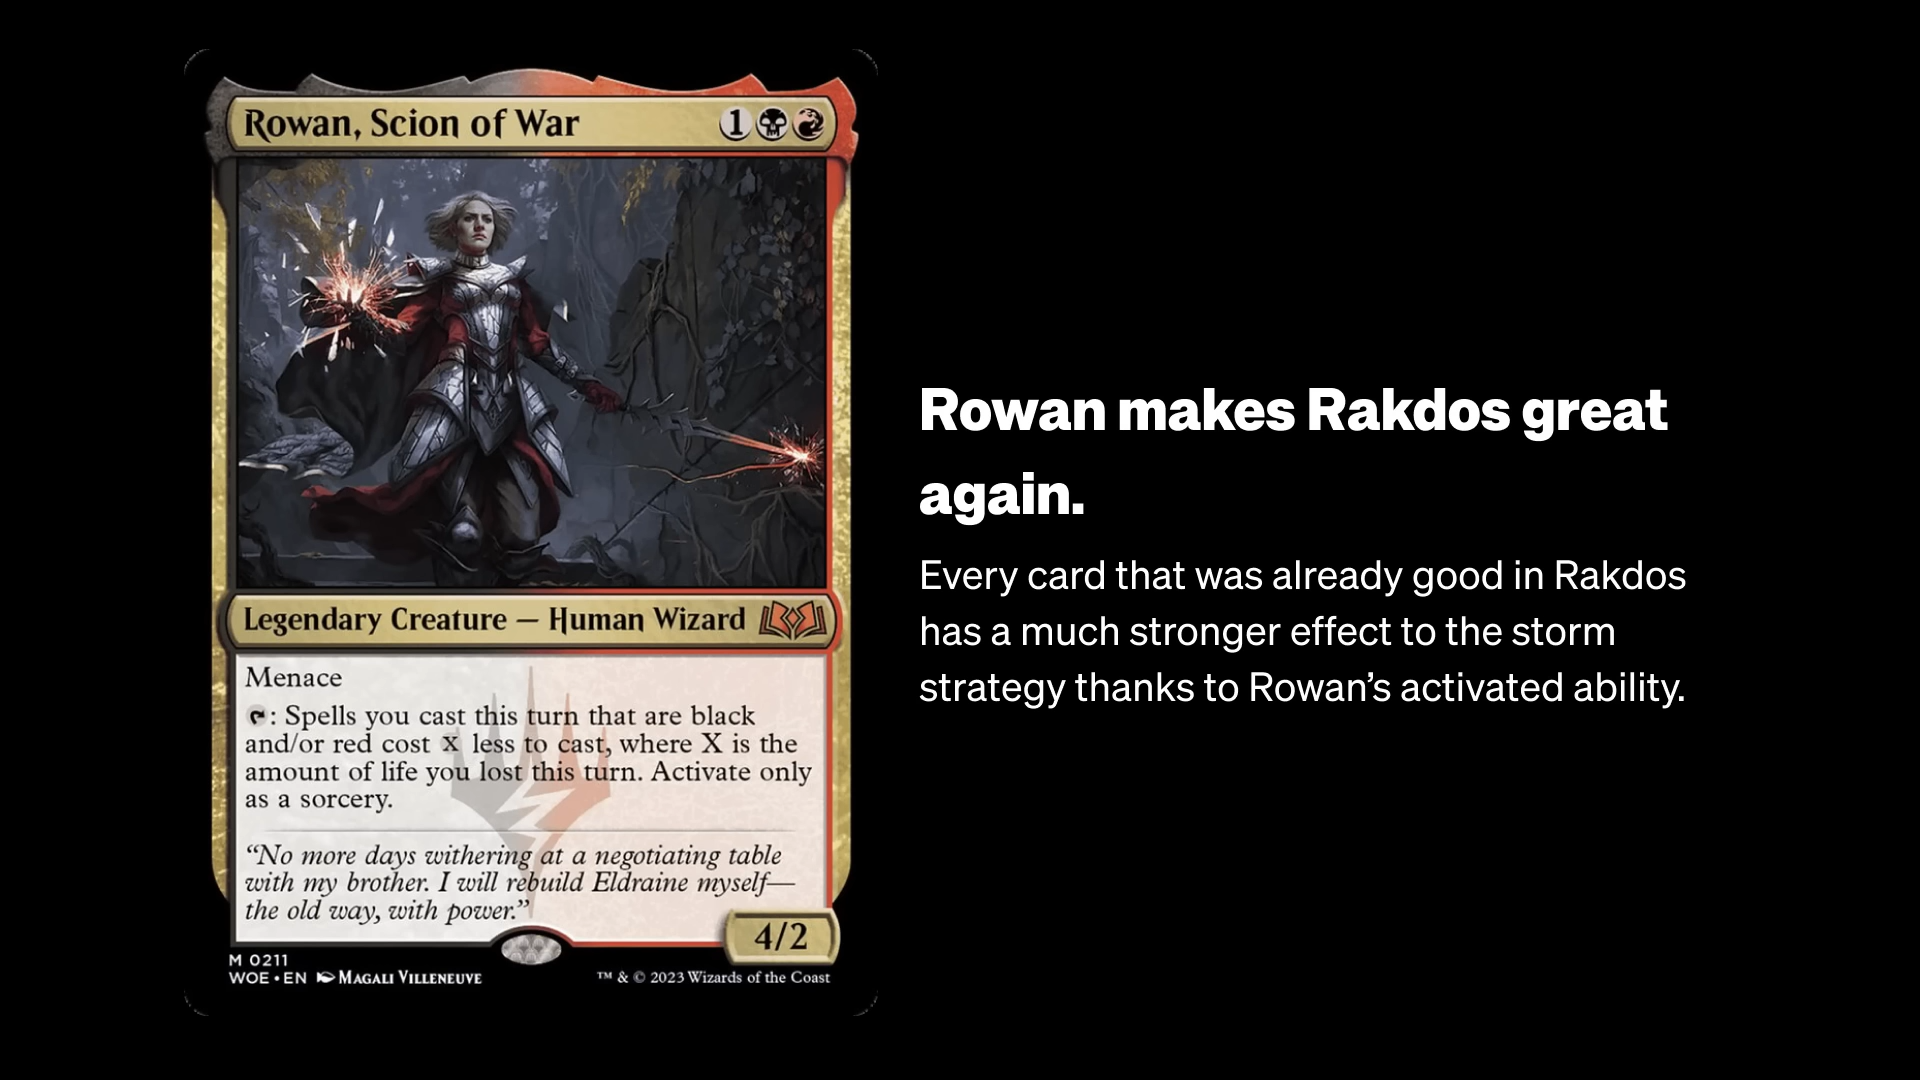 Rowan, Scion of War
1
Legendary Creature — Human Wizard
Menace
: Spells you cast this turn that are black
and/or red cost X less to cast, where X is the
amount of life you lost this turn. Activate only
as a sorcery.
“No more days withering at a negotiating table
with my brother. I will rebuild Eldraine myself—
the old way, with power.”
4/2
M 0211
WOE • EN MAGALI VILLENEUVE
™ & © 2023 Wizards of the Coast
Rowan makes Rakdos great
again.
Every card that was already good in Rakdos
has a much stronger effect to the storm
strategy thanks to Rowan’s activated ability.